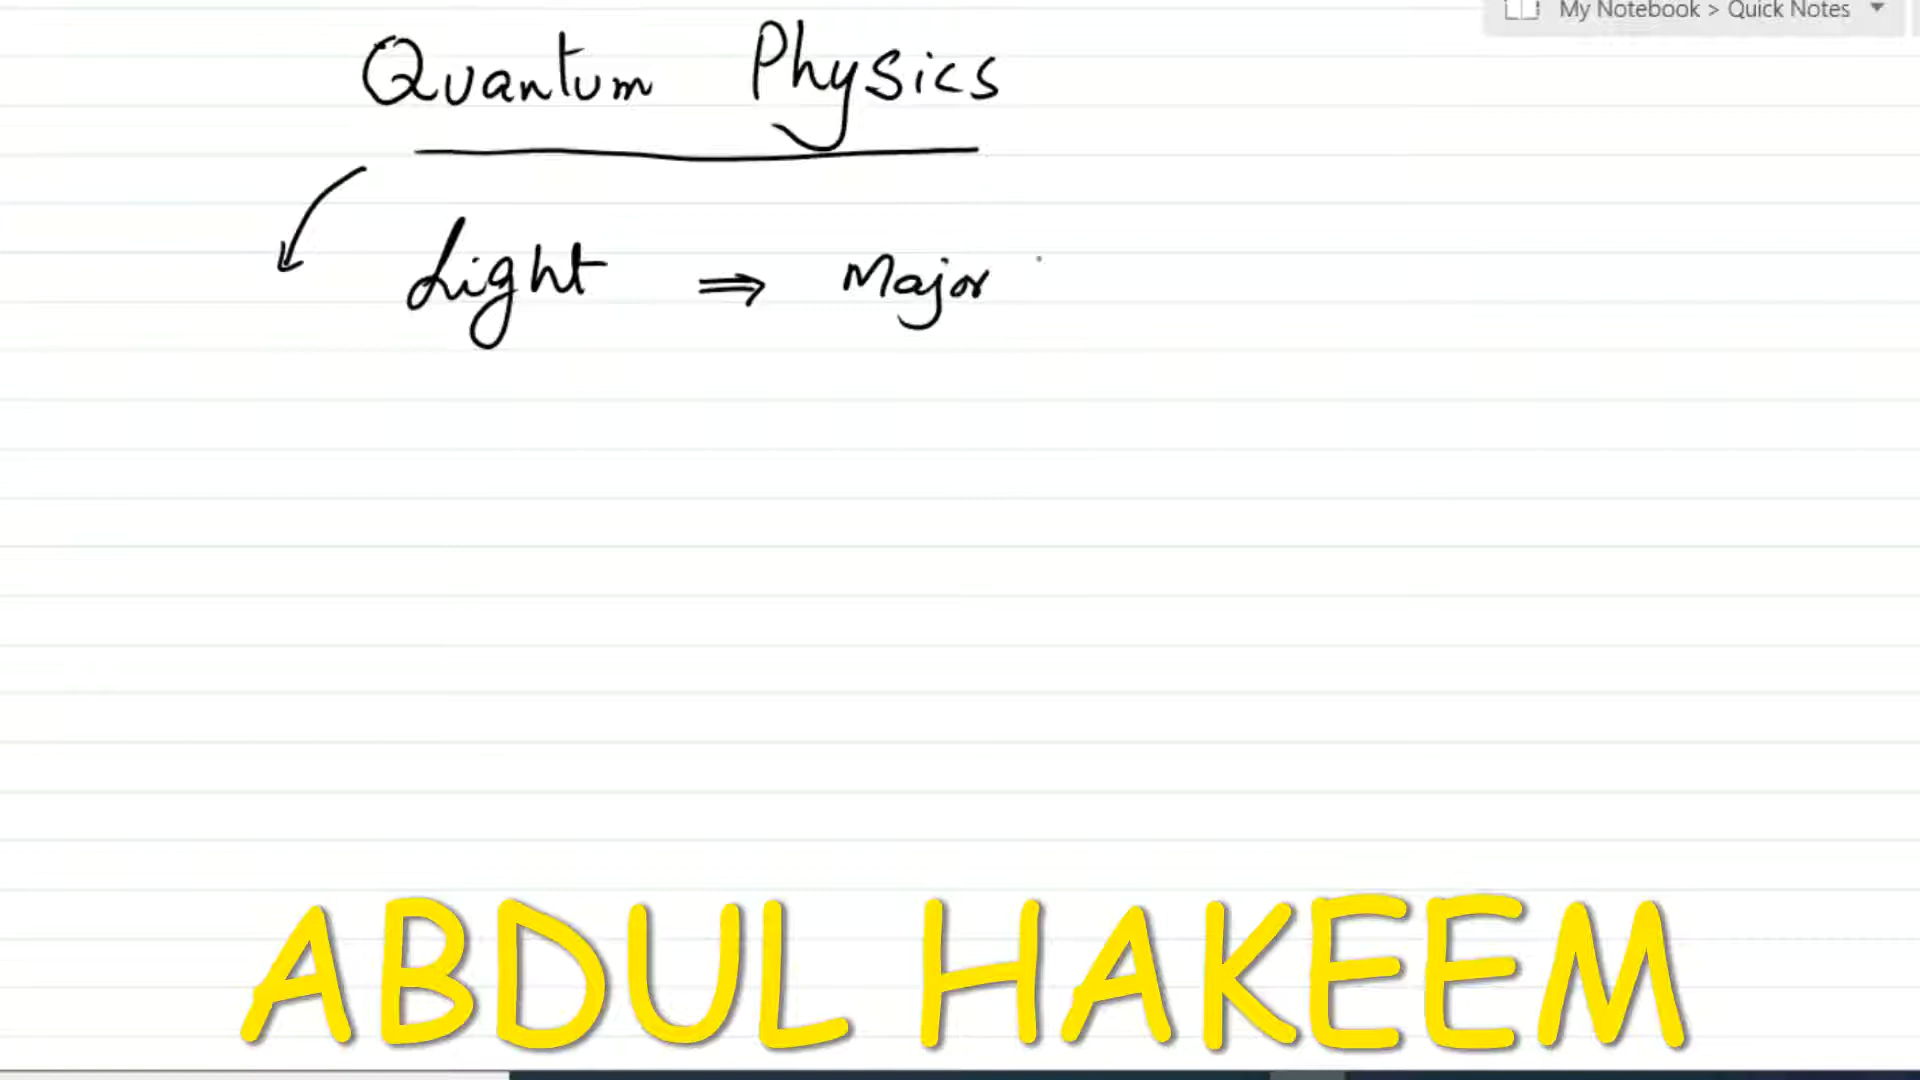 My Notebook > Quick Notes
Quantum Physics
Light ⇒ Major
ABDUL HAKEEM